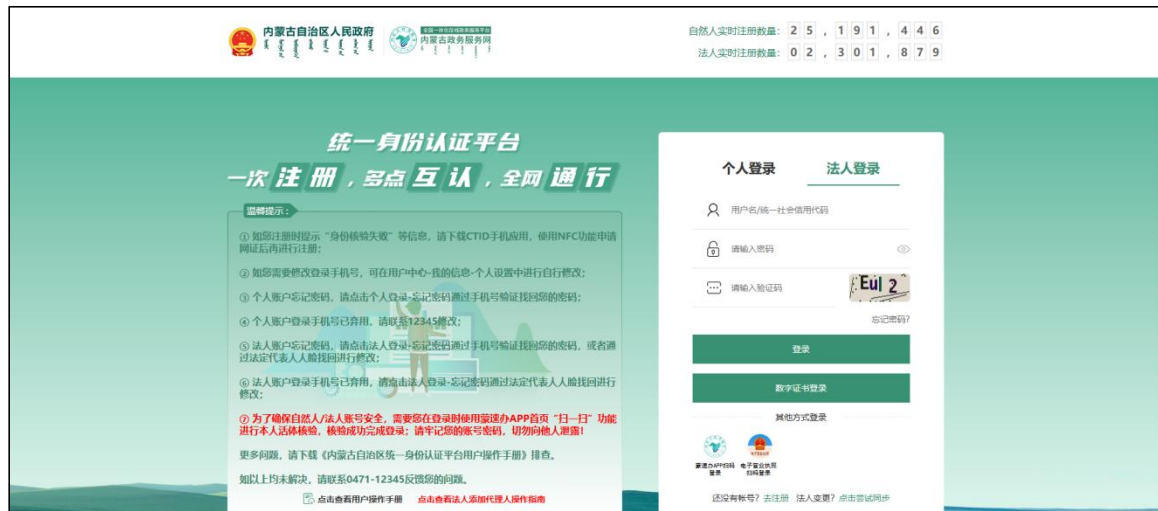 内蒙古自治区人民政府
全国一体化在线政务服务平台
内蒙古政务服务网
自然人实时注册数量: 25,191,446
法人实时注册数量: 02,301,879
统一身份认证平台
一次注册,多点互认,全网通行
温馨提示:
① 如您注册时提示“身份核验失败”等信息,请下载CTID手机应用,使用NFC功能申请
网证后再进行注册;
② 如您需要修改登录手机号,可在用户中心-我的信息-个人设置中进行自行修改;
③ 个人账户忘记密码,请点击个人登录-忘记密码通过手机号验证找回您的密码;
④ 个人账户登录手机号已弃用,请联系12345修改;
⑤ 法人账户忘记密码,请点击法人登录-忘记密码通过手机号验证找回您的密码,或者通
过法定代表人人脸找回进行修改;
⑥ 法人账户登录手机号已弃用,请点击法人登录-忘记密码通过法定代表人人脸找回进行
修改;
⑦ 为了确保自然人/法人账号安全,需要您在登录时使用蒙速办APP首页“扫一扫”功能
进行本人活体核验,核验成功完成登录;请牢记您的账号密码,切勿向他人泄露!
更多问题,请下载《内蒙古自治区统一身份认证平台用户操作手册》排查。
如以上均未解决,请联系0471-12345反馈您的问题。
点击查看用户操作手册 点击查看法人添加代理人操作指南
个人登录 法人登录
用户名/统一社会信用代码
请输入密码
请输入验证码
Eul 2
忘记密码?
登录
数字证书登录
其他方式登录
蒙速办APP扫码
登录
电子营业执照
扫码登录
还没有帐号? 去注册 法人变更? 点击尝试同步